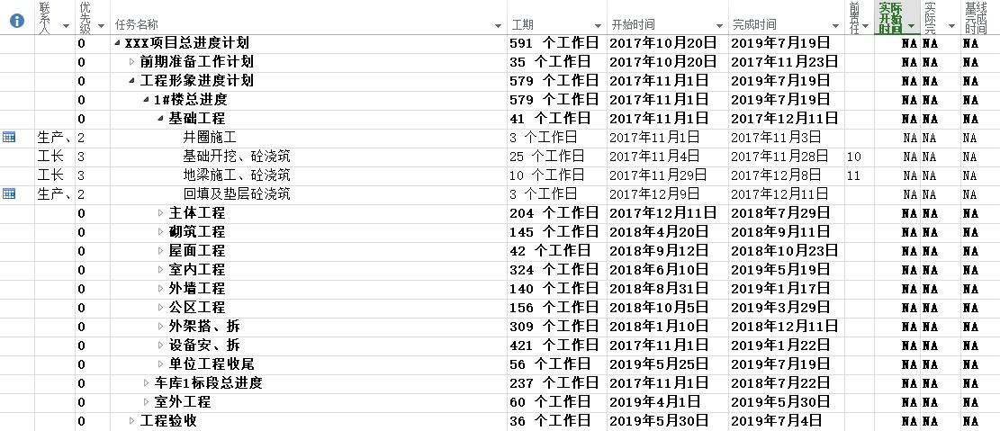 联系人 优先级 任务名称 工期 开始时间 完成时间 前置任 实际开始时间 实际完 基线完成时间
0 XXX项目总进度计划 591 个工作日 2017年10月20日 2019年7月19日 NA NA NA
0 前期准备工作计划 35 个工作日 2017年10月20日 2017年11月23日 NA NA NA
0 工程形象进度计划 579 个工作日 2017年11月1日 2019年7月19日 NA NA NA
0 1#楼总进度 579 个工作日 2017年11月1日 2019年7月19日 NA NA NA
0 基础工程 41 个工作日 2017年11月1日 2017年12月11日 NA NA NA
生产、 2 井圈施工 3 个工作日 2017年11月1日 2017年11月3日 NA NA NA
工长 3 基础开挖、砼浇筑 25 个工作日 2017年11月4日 2017年11月28日 10 NA NA NA
工长 3 地梁施工、砼浇筑 10 个工作日 2017年11月29日 2017年12月8日 11 NA NA NA
生产、 2 回填及垫层砼浇筑 3 个工作日 2017年12月9日 2017年12月11日 NA NA NA
0 主体工程 204 个工作日 2017年12月11日 2018年7月29日 NA NA NA
0 砌筑工程 145 个工作日 2018年4月20日 2018年9月11日 NA NA NA
0 屋面工程 42 个工作日 2018年9月12日 2018年10月23日 NA NA NA
0 室内工程 324 个工作日 2018年6月10日 2019年5月19日 NA NA NA
0 外墙工程 140 个工作日 2018年8月31日 2019年1月17日 NA NA NA
0 公区工程 156 个工作日 2018年10月5日 2019年3月29日 NA NA NA
0 外架搭、拆 309 个工作日 2018年1月10日 2018年12月11日 NA NA NA
0 设备安、拆 421 个工作日 2017年11月1日 2019年1月22日 NA NA NA
0 单位工程收尾 56 个工作日 2019年5月25日 2019年7月19日 NA NA NA
0 车库1标段总进度 237 个工作日 2017年11月1日 2018年7月22日 NA NA NA
0 室外工程 60 个工作日 2019年4月1日 2019年5月30日 NA NA NA
0 工程验收 36 个工作日 2019年5月30日 2019年7月4日 NA NA NA